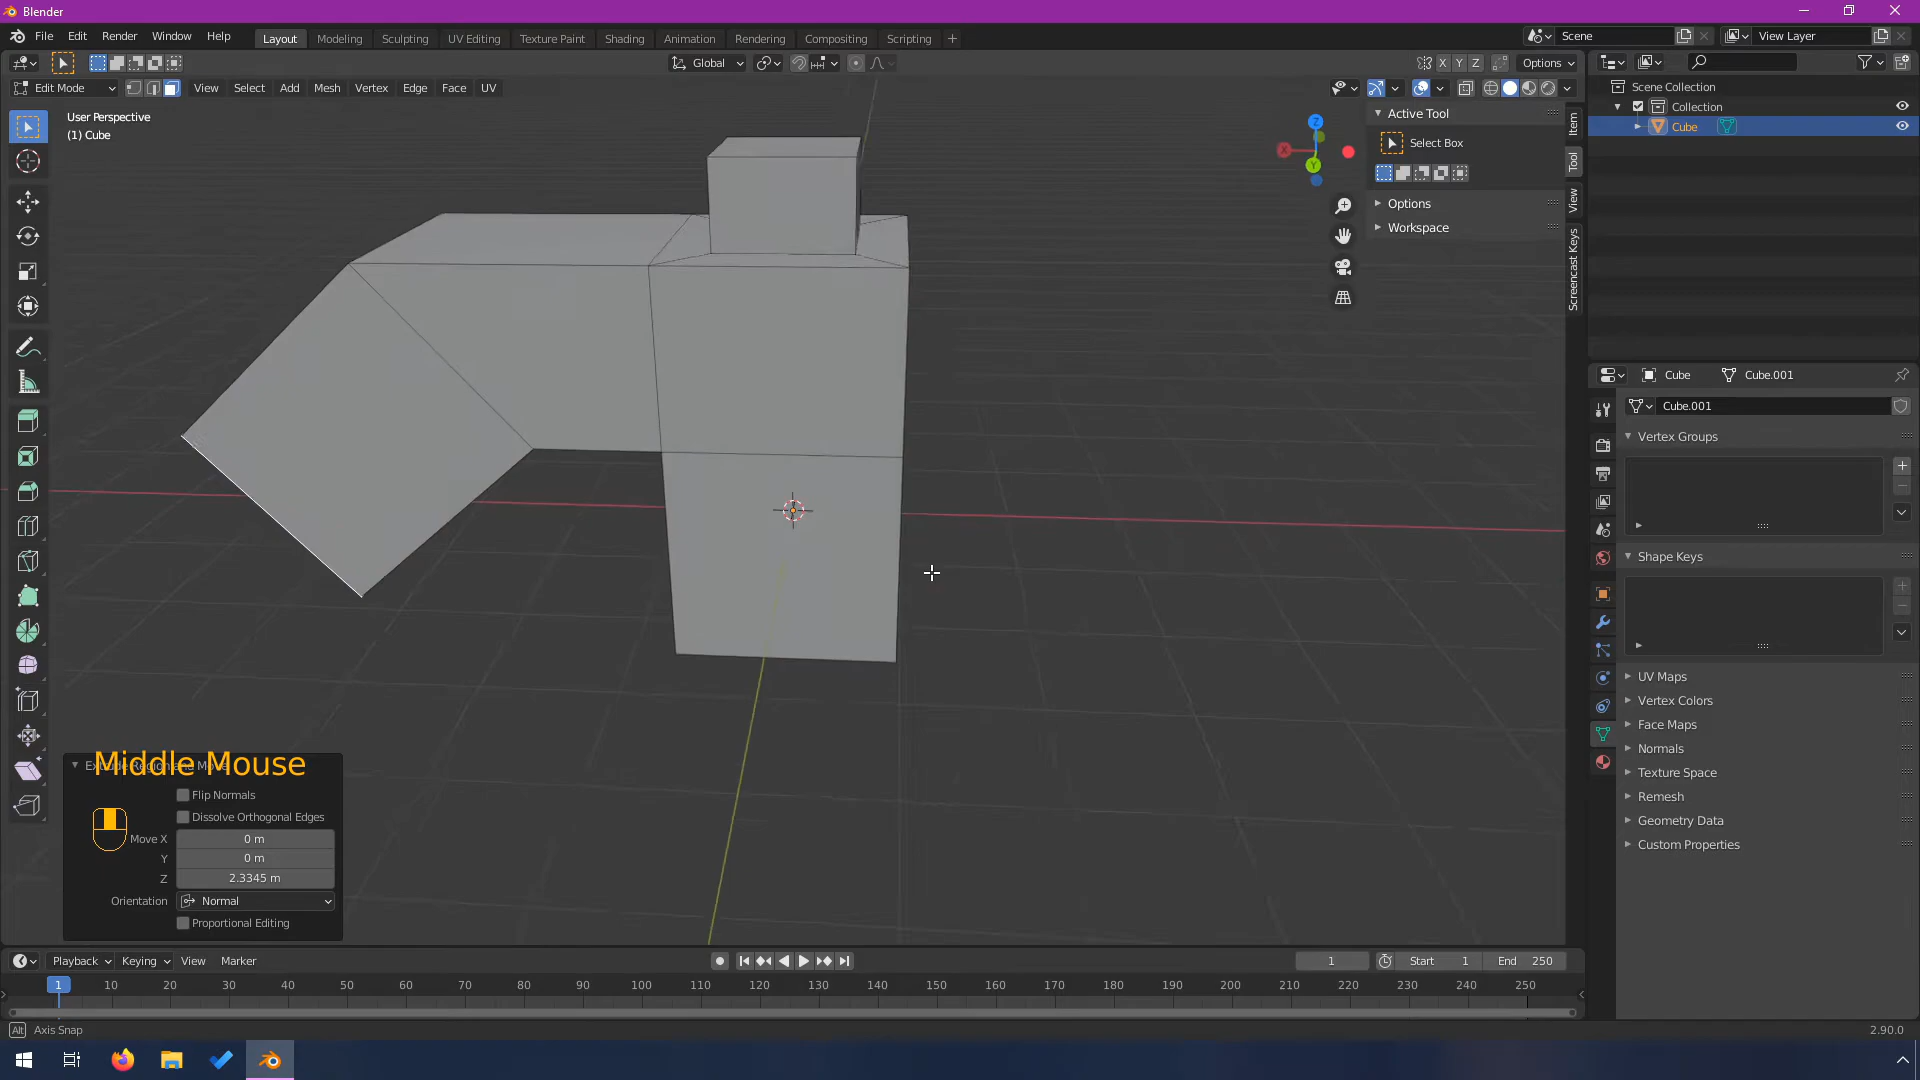 Blender
File Edit Render Window Help
Layout Modeling Sculpting UV Editing Texture Paint Shading Animation Rendering Compositing Scripting +
Scene
View Layer
Global
X Y Z
Options
Edit Mode
View Select Add Mesh Vertex Edge Face UV
User Perspective
(1) Cube
Z
X
Y
Active Tool
Select Box
Options
Workspace
Item
Tool
View
Screencast Keys
Scene Collection
Collection
Cube
Cube Cube.001
Cube.001
Vertex Groups
Shape Keys
UV Maps
Vertex Colors
Face Maps
Normals
Texture Space
Remesh
Geometry Data
Custom Properties
Middle Mouse
Flip Normals
Dissolve Orthogonal Edges
Move X 0 m
Y 0 m
Z 2.3345 m
Orientation Normal
Proportional Editing
Playback Keying View Marker
1
Start 1
End 250
1 10 20 30 40 50 60 70 80 90 100 110 120 130 140 150 160 170 180 190 200 210 220 230 240 250
Alt Axis Snap
2.90.0